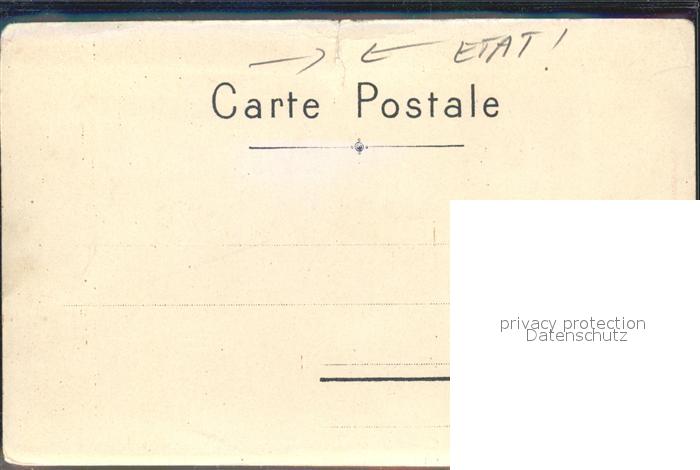 → ← ETAT!
Carte Postale
privacy protection
Datenschutz